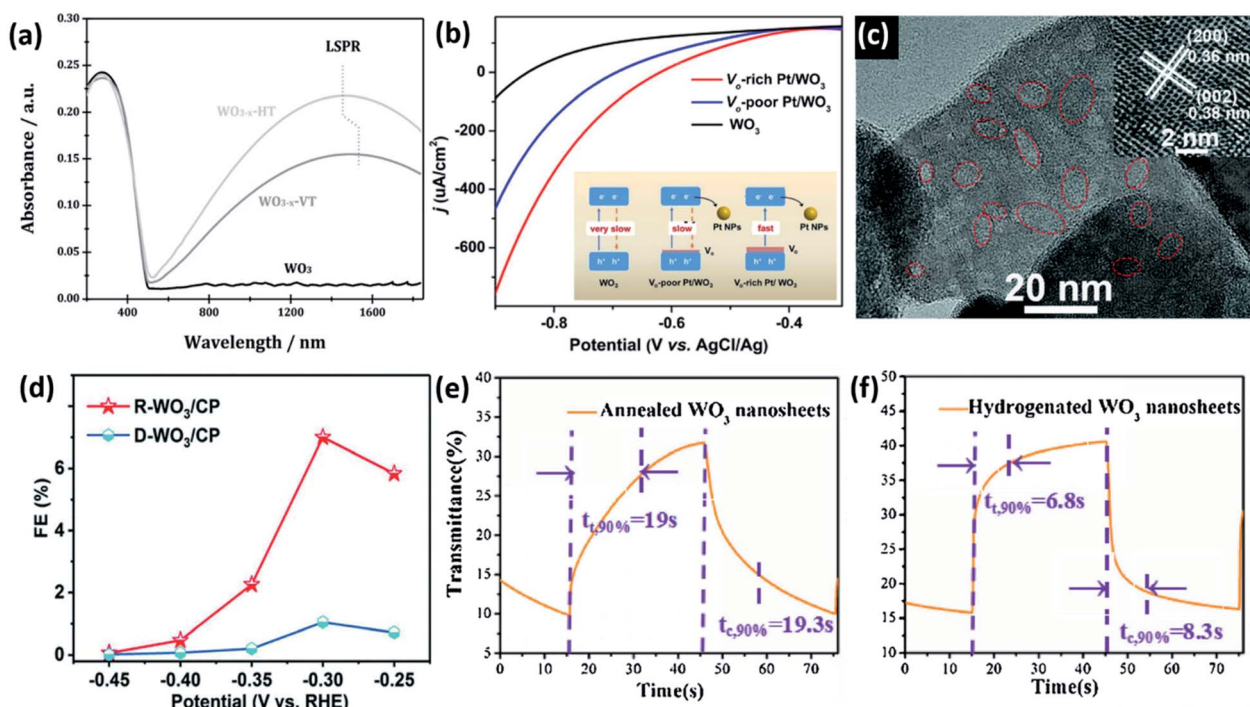 (a)
0.30
0.25
0.20
0.15
0.10
0.05
0.00
Absorbance / a.u.
LSPR
WO3-x-HT
WO3-x-VT
WO3
400
800
1200
1600
Wavelength / nm
(b)
0
-200
-400
-600
j (uA/cm2)
Vo-rich Pt/WO3
Vo-poor Pt/WO3
WO3
e- e-
e- e-
e- e-
very slow
slow
fast
Pt NPs
Pt NPs
Vo
Vo
h+ h+
h+ h+
h+ h+
WO3
Vo-poor Pt/WO3
Vo-rich Pt/ WO3
-0.8
-0.6
-0.4
Potential (V vs. AgCl/Ag)
(c)
(200)
0.36 nm
(002)
0.38 nm
2 nm
20 nm
(d)
R-WO3/CP
D-WO3/CP
6
4
2
0
FE (%)
-0.45
-0.40
-0.35
-0.30
-0.25
Potential (V vs. RHE)
(e)
40
35
30
25
20
15
10
5
Transmittance(%)
Annealed WO3 nanosheets
tt,90%=19s
tc,90%=19.3s
0
10
20
30
40
50
60
70
Time(s)
(f)
50
45
40
35
30
25
20
15
10
Hydrogenated WO3 nanosheets
tt,90%=6.8s
tc,90%=8.3s
0
10
20
30
40
50
60
70
Time(s)